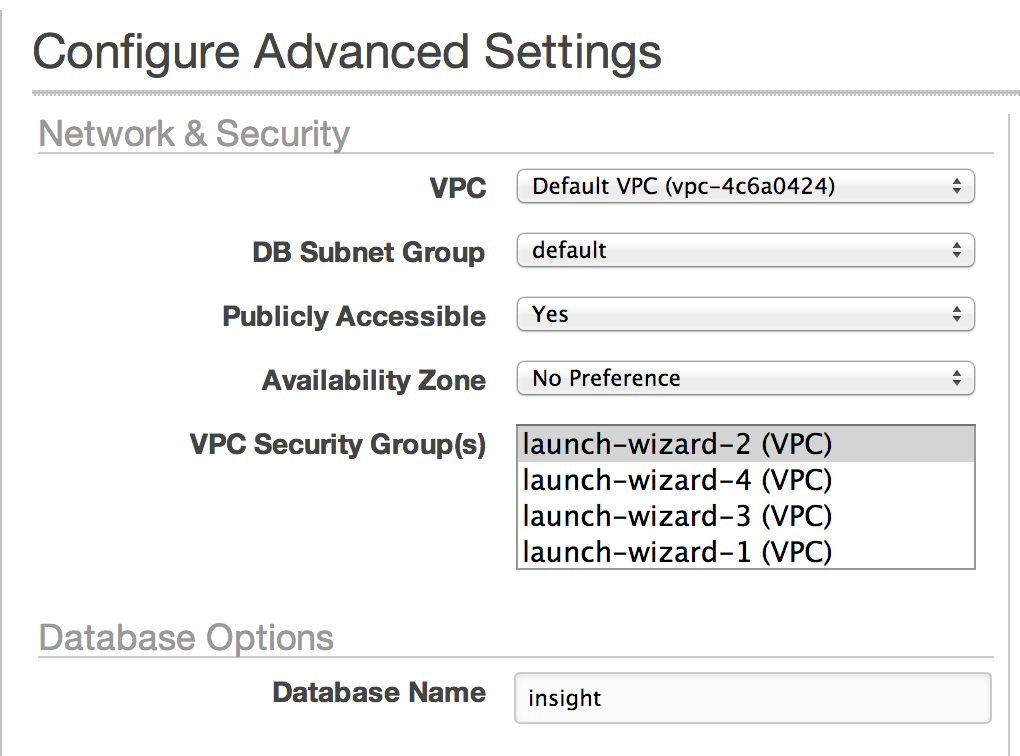 Configure Advanced Settings
Network & Security
VPC Default VPC (vpc-4c6a0424)
DB Subnet Group default
Publicly Accessible Yes
Availability Zone No Preference
VPC Security Group(s) launch-wizard-2 (VPC)
launch-wizard-4 (VPC)
launch-wizard-3 (VPC)
launch-wizard-1 (VPC)
Database Options
Database Name insight